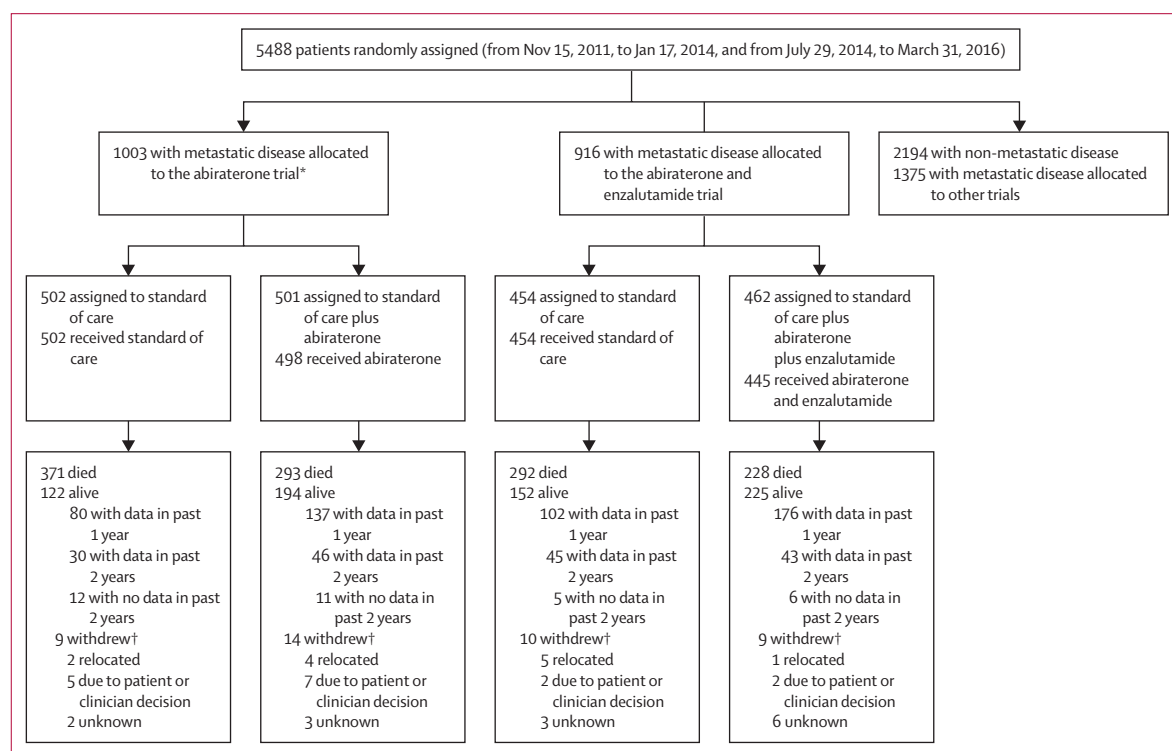 5488 patients randomly assigned (from Nov 15, 2011, to Jan 17, 2014, and from July 29, 2014, to March 31, 2016)
1003 with metastatic disease allocated
to the abiraterone trial*
916 with metastatic disease allocated
to the abiraterone and
enzalutamide trial
2194 with non-metastatic disease
1375 with metastatic disease allocated
to other trials
502 assigned to standard
of care
502 received standard of
care
501 assigned to standard
of care plus
abiraterone
498 received abiraterone
454 assigned to standard
of care
454 received standard of
care
462 assigned to standard
of care plus
abiraterone
plus enzalutamide
445 received abiraterone
and enzalutamide
371 died
122 alive
80 with data in past
1 year
30 with data in past
2 years
12 with no data in past
2 years
9 withdrew†
2 relocated
5 due to patient or
clinician decision
2 unknown
293 died
194 alive
137 with data in past
1 year
46 with data in past
2 years
11 with no data in
past 2 years
14 withdrew†
4 relocated
7 due to patient or
clinician decision
3 unknown
292 died
152 alive
102 with data in past
1 year
45 with data in past
2 years
5 with no data in
past 2 years
10 withdrew†
5 relocated
2 due to patient or
clinician decision
3 unknown
228 died
225 alive
176 with data in past
1 year
43 with data in past
2 years
6 with no data in
past 2 years
9 withdrew†
1 relocated
2 due to patient or
clinician decision
6 unknown